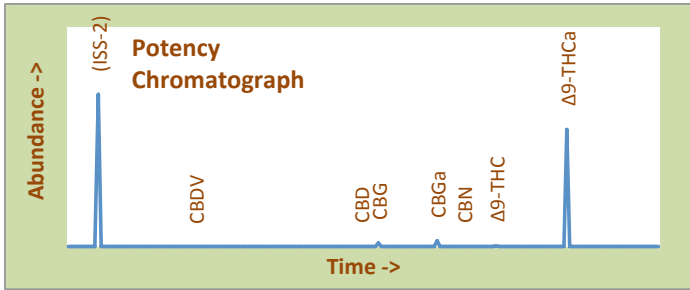 Potency
Chromatograph
Abundance ->
(ISS-2)
CBDV
CBD
CBG
CBGa
CBN
Δ9-THC
Δ9-THCa
Time ->